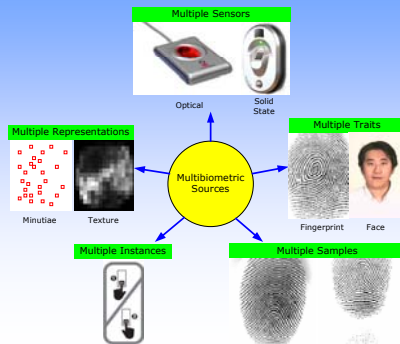 Multiple Sensors
Optical
Solid
State
Multiple Representations
Minutiae
Texture
Multibiometric
Sources
Multiple Traits
Fingerprint
Face
Multiple Instances
Multiple Samples